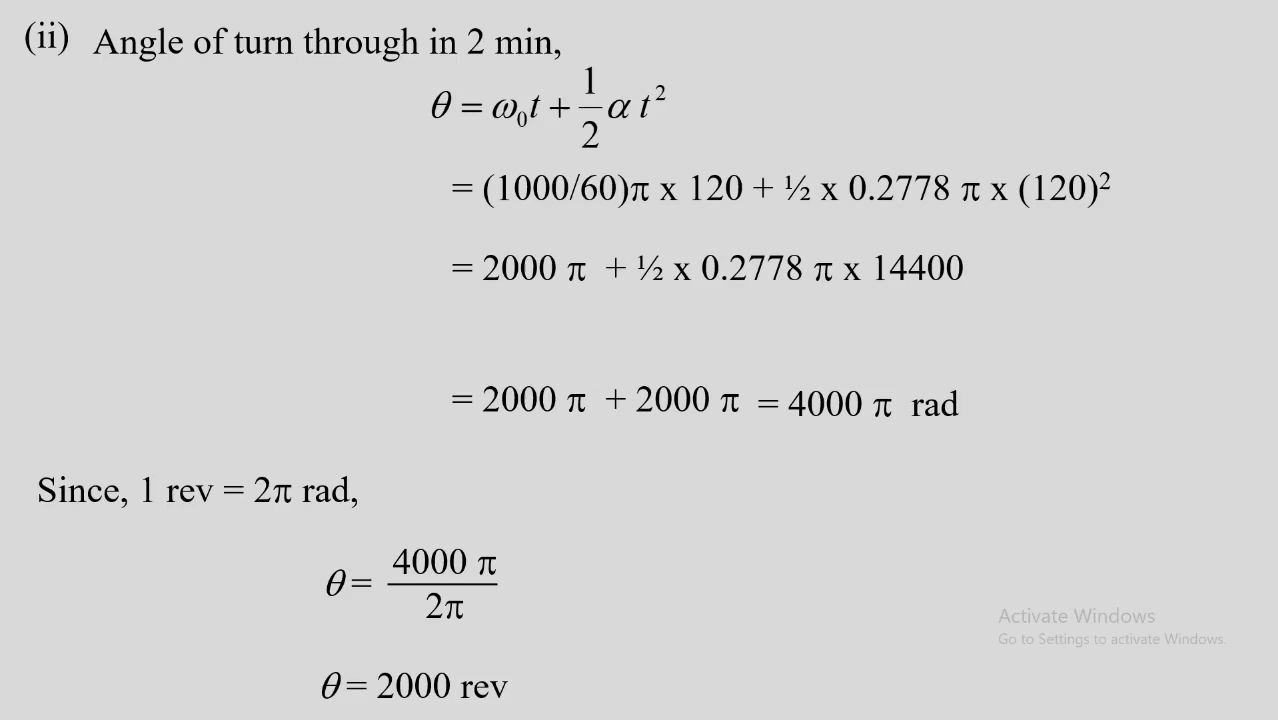 (ii) Angle of turn through in 2 min,
θ = ω₀t + 1/2 α t²
= (1000/60)π x 120 + ½ x 0.2778 π x (120)²
= 2000 π + ½ x 0.2778 π x 14400
= 2000 π + 2000 π = 4000 π rad
Since, 1 rev = 2π rad,
θ = 4000 π / 2π
θ = 2000 rev
Activate Windows
Go to Settings to activate Windows.